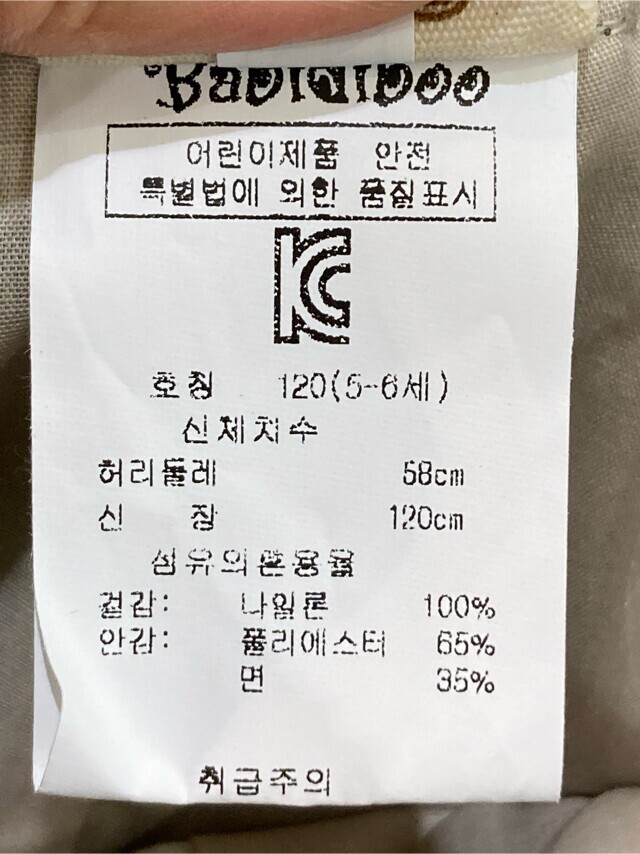 어린이제품 안전
특별법에 의한 품질표시
KC
호칭 120(5-6세)
신체치수
허리둘레 58cm
신 장 120cm
섬유의혼용률
겉감: 나일론 100%
안감: 폴리에스터 65%
면 35%
취급주의